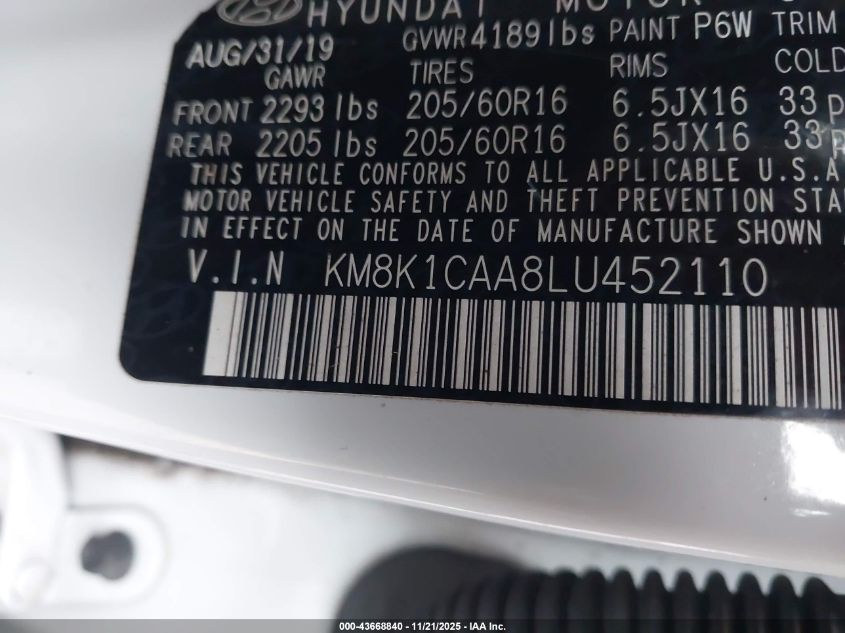 HYUNDAI MOTOR
AUG/31/19 GVWR 4189 lbs PAINT P6W TRIM
GAWR TIRES RIMS COLD
FRONT 2293 lbs 205/60R16 6.5JX16 33
REAR 2205 lbs 205/60R16 6.5JX16 33
THIS VEHICLE CONFORMS TO ALL APPLICABLE U.S.A
MOTOR VEHICLE SAFETY AND THEFT PREVENTION STA
IN EFFECT ON THE DATE OF MANUFACTURE SHOWN
V.I.N KM8K1CAA8LU452110
000-43668840 - 11/21/2025 - IAA Inc.